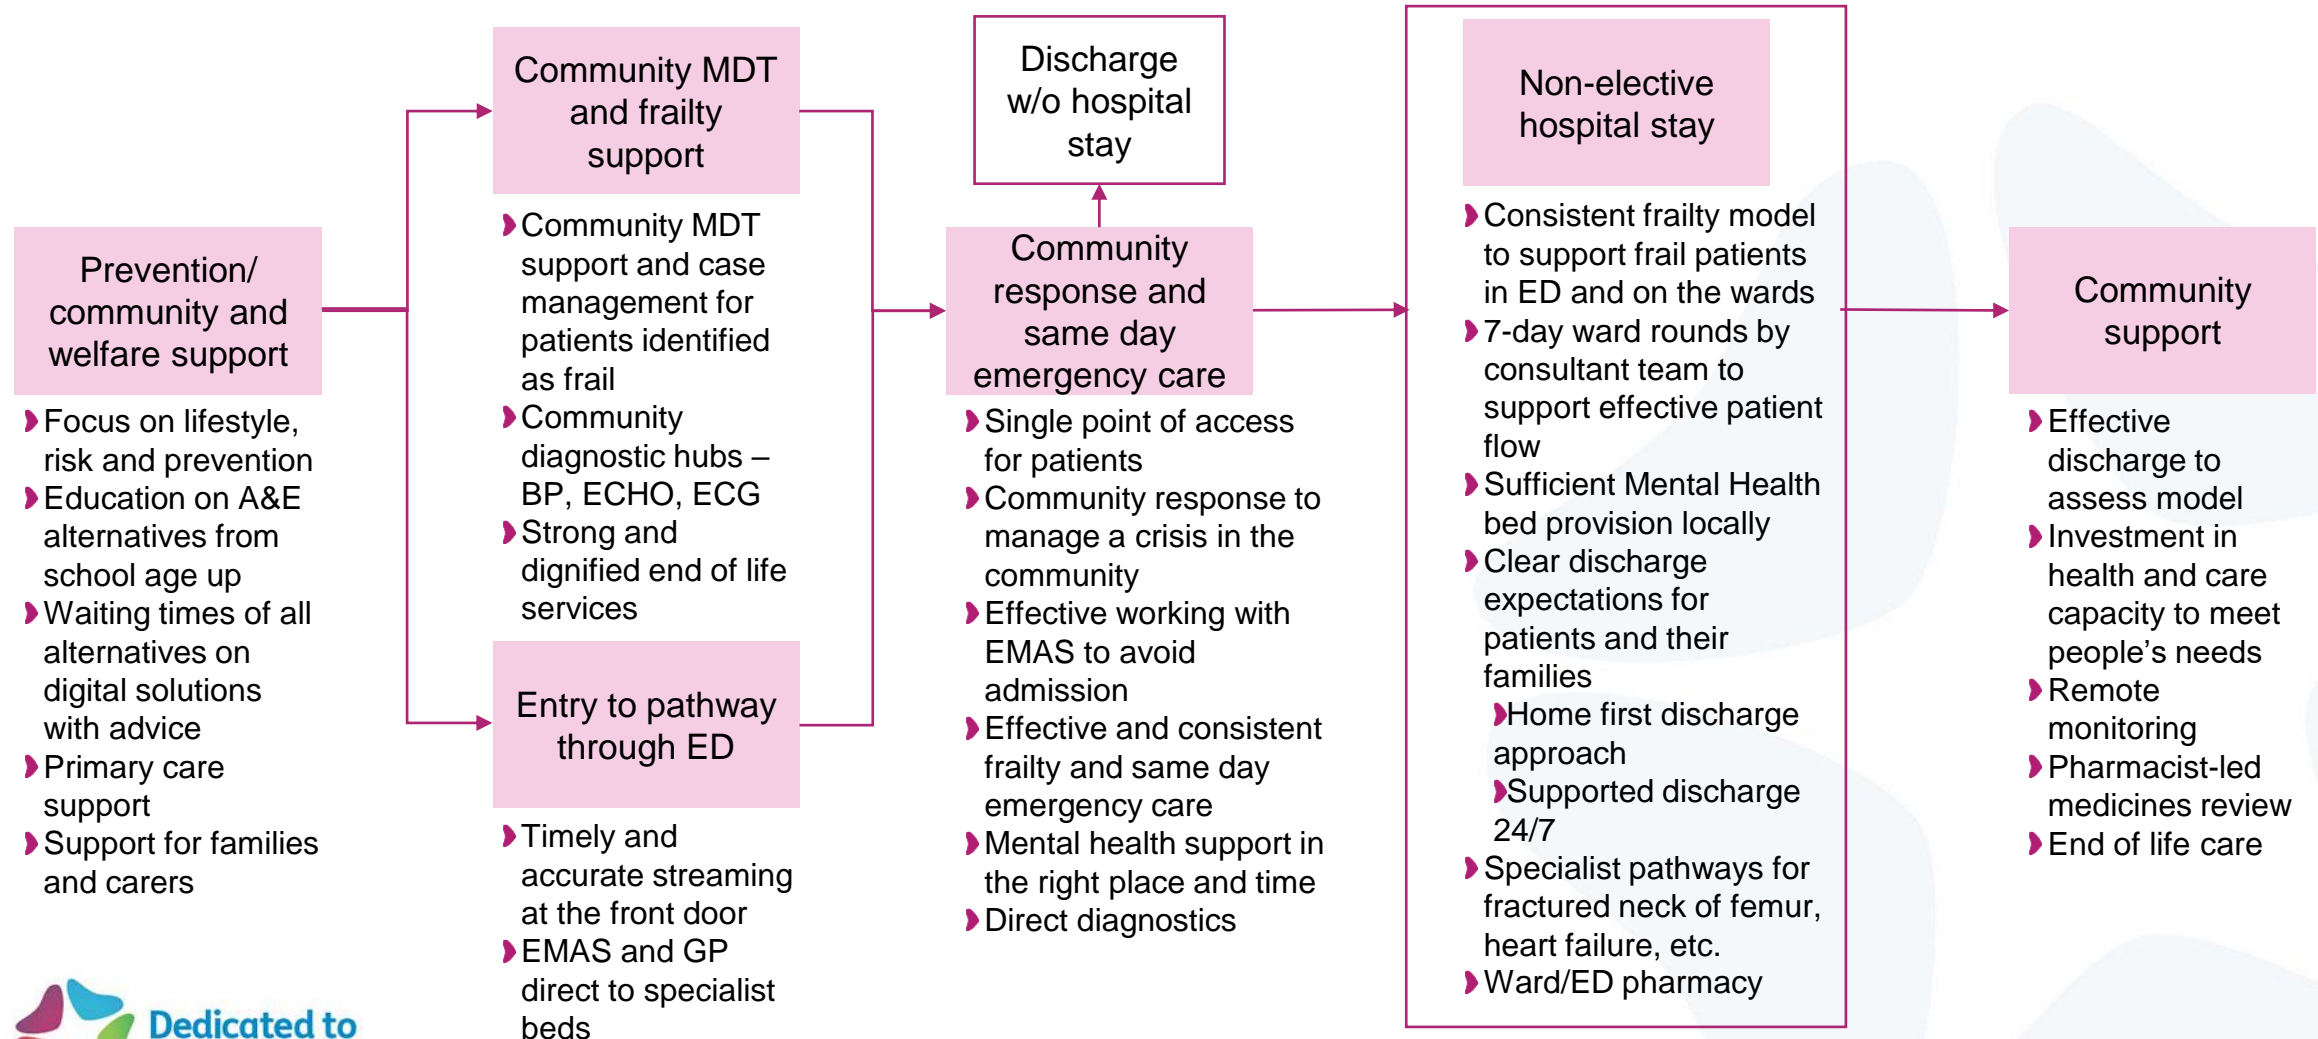 Prevention/
community and
welfare support
Focus on lifestyle,
risk and prevention
Education on A&E
alternatives from
school age up
Waiting times of all
alternatives on
digital solutions
with advice
Primary care
support
Support for families
and carers
Community MDT
and frailty
support
Community MDT
support and case
management for
patients identified
as frail
Community
diagnostic hubs –
BP, ECHO, ECG
Strong and
dignified end of life
services
Entry to pathway
through ED
Timely and
accurate streaming
at the front door
EMAS and GP
direct to specialist
beds
Discharge
w/o hospital
stay
Community
response and
same day
emergency care
Single point of access
for patients
Community response to
manage a crisis in the
community
Effective working with
EMAS to avoid
admission
Effective and consistent
frailty and same day
emergency care
Mental health support in
the right place and time
Direct diagnostics
Non-elective
hospital stay
Consistent frailty model
to support frail patients
in ED and on the wards
7-day ward rounds by
consultant team to
support effective patient
flow
Sufficient Mental Health
bed provision locally
Clear discharge
expectations for
patients and their
families
Home first discharge
approach
Supported discharge
24/7
Specialist pathways for
fractured neck of femur,
heart failure, etc.
Ward/ED pharmacy
Community
support
Effective
discharge to
assess model
Investment in
health and care
capacity to meet
people’s needs
Remote
monitoring
Pharmacist-led
medicines review
End of life care
Dedicated to